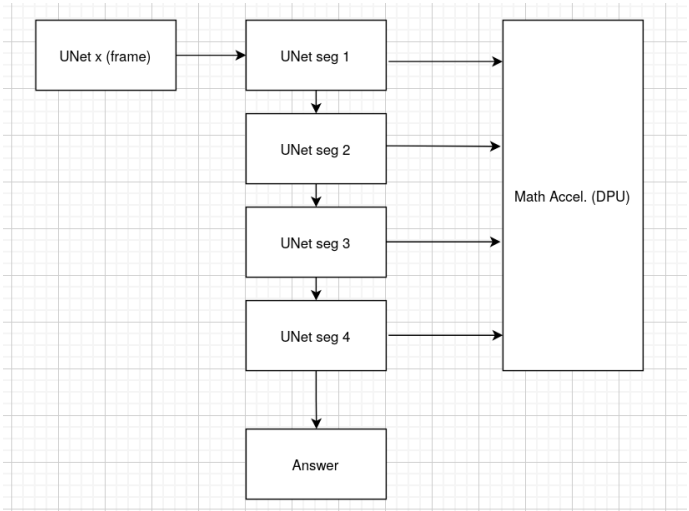 UNet x (frame)
UNet seg 1
UNet seg 2
Math Accel. (DPU)
UNet seg 3
UNet seg 4
Answer